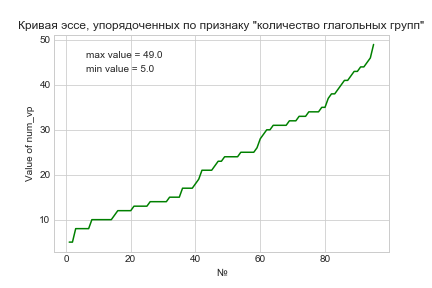 Кривая эссе, упорядоченных по признаку "количество глагольных групп"
max value = 49.0
min value = 5.0
Value of num_vp
50
40
30
20
10
0 20 40 60 80
№